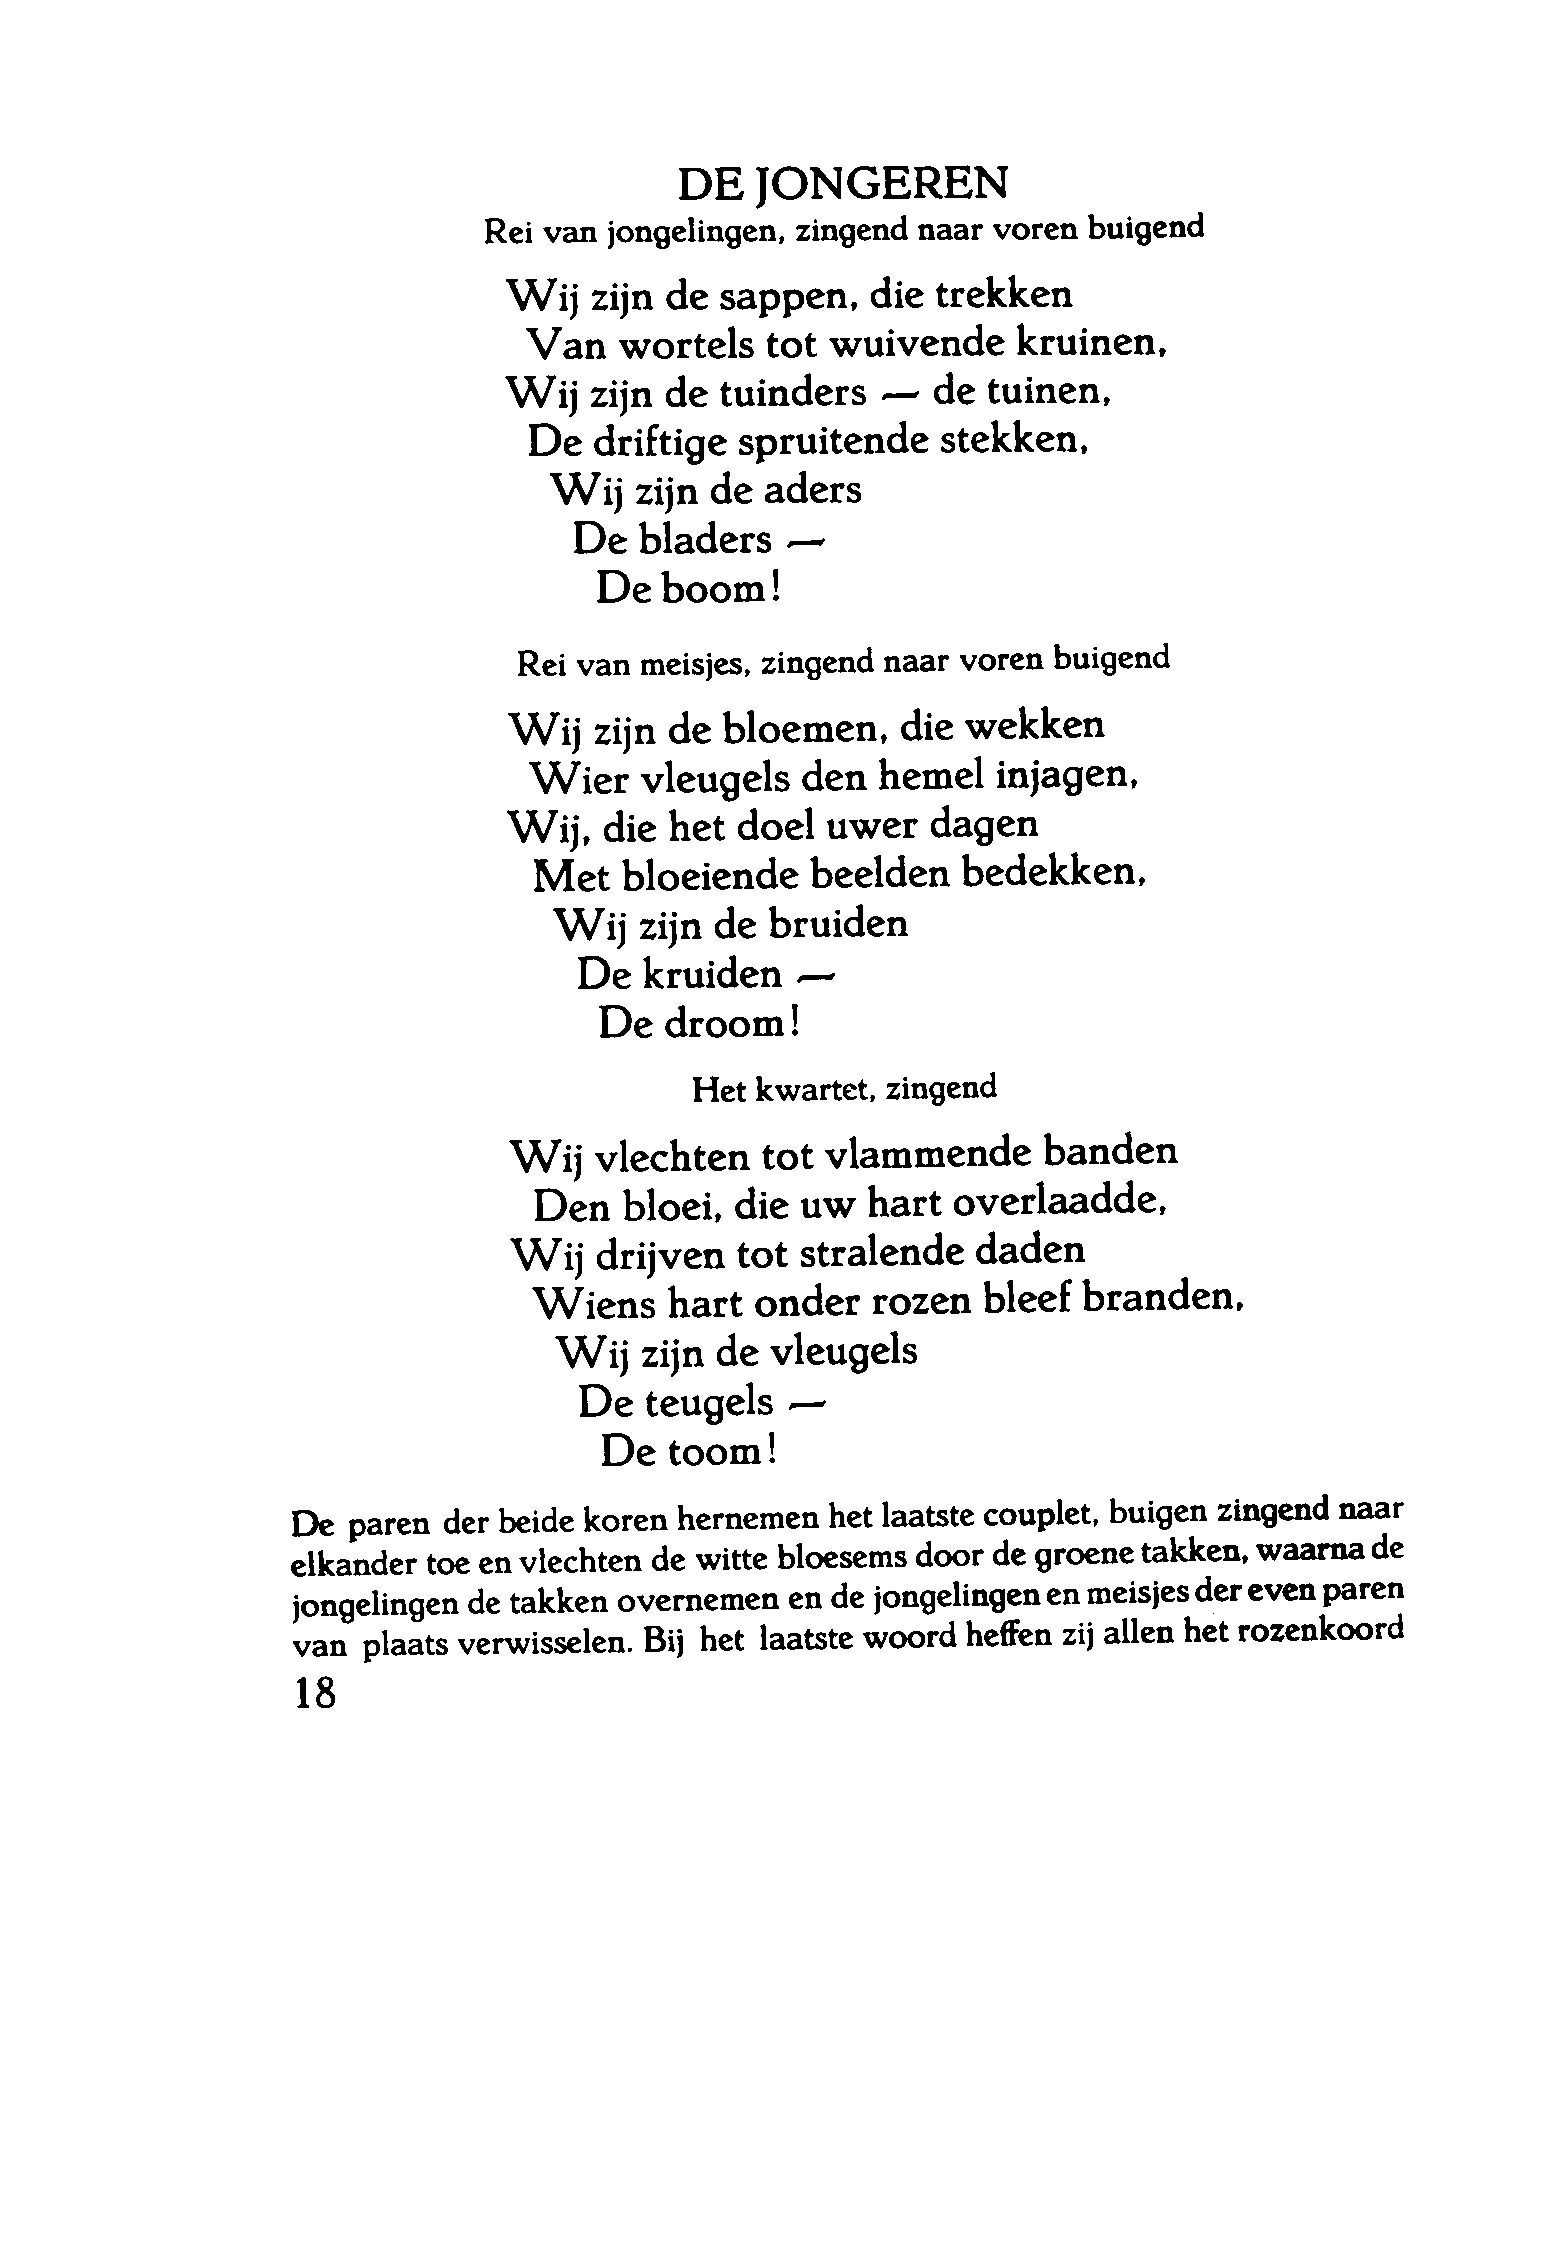 DE JONGEREN
Rei van jongelingen, zingend naar voren buigend
Wij zijn de sappen, die trekken
Van wortels tot wuivende kruinen,
Wij zijn de tuinders — de tuinen,
De driftige spruitende stekken,
Wij zijn de aders
De bladers —
De boom!
Rei van meisjes, zingend naar voren buigend
Wij zijn de bloemen, die wekken
Wier vleugels den hemel injagen,
Wij, die het doel uwer dagen
Met bloeiende beelden bedekken,
Wij zijn de bruiden
De kruiden —
De droom!
Het kwartet, zingend
Wij vlechten tot vlammende banden
Den bloei, die uw hart overlaadde,
Wij drijven tot stralende daden
Wiens hart onder rozen bleef branden,
Wij zijn de vleugels
De teugels —
De toom!
De paren der beide koren hernemen het laatste couplet, buigen zingend naar
elkander toe en vlechten de witte bloesems door de groene takken, waarna de
jongelingen de takken overnemen en de jongelingen en meisjes der even paren
van plaats verwisselen. Bij het laatste woord heffen zij allen het rozenkoord
18